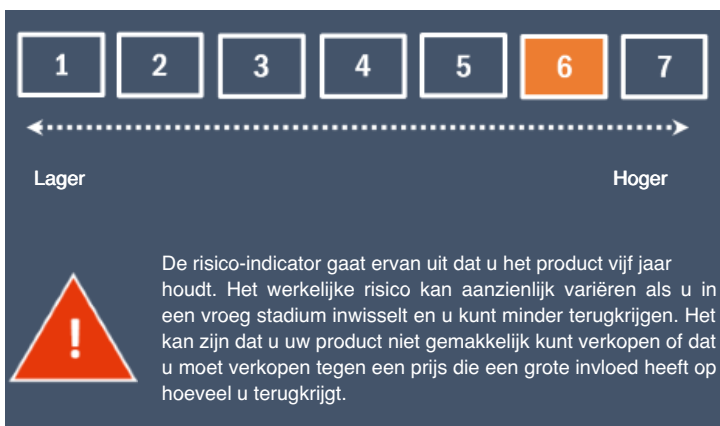 1 2 3 4 5 6 7
Lager Hoger
!
De risico-indicator gaat ervan uit dat u het product vijf jaar
houdt. Het werkelijke risico kan aanzienlijk variëren als u in
een vroeg stadium inwisselt en u kunt minder terugkrijgen. Het
kan zijn dat u uw product niet gemakkelijk kunt verkopen of dat
u moet verkopen tegen een prijs die een grote invloed heeft op
hoeveel u terugkrijgt.